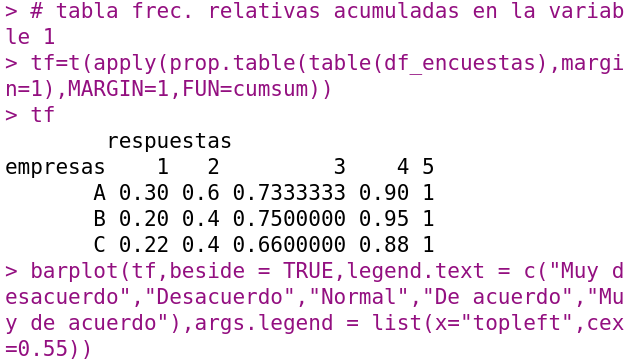 > # tabla frec. relativas acumuladas en la variab
le 1
> tf=t(apply(prop.table(table(df_encuestas),margi
n=1),MARGIN=1,FUN=cumsum))
> tf
        respuestas
empresas    1   2         3    4 5
       A 0.30 0.6 0.7333333 0.90 1
       B 0.20 0.4 0.7500000 0.95 1
       C 0.22 0.4 0.6600000 0.88 1
> barplot(tf,beside = TRUE,legend.text = c("Muy d
esacuerdo","Desacuerdo","Normal","De acuerdo","Mu
y de acuerdo"),args.legend = list(x="topleft",cex
=0.55))